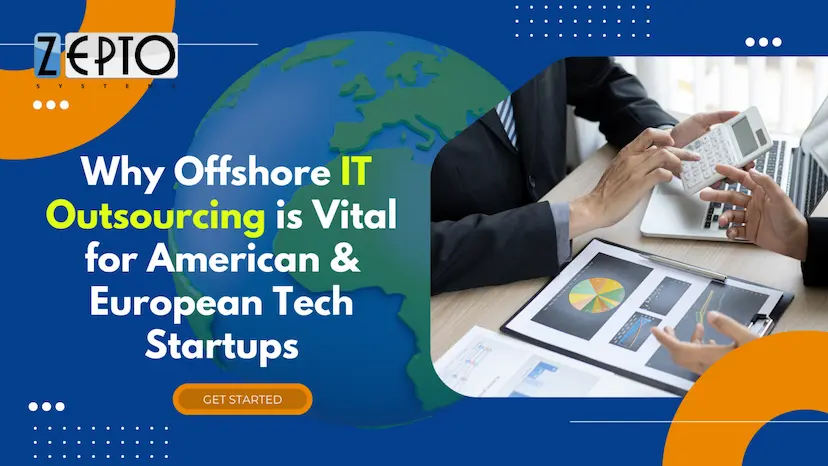 ZEPTO
SYSTEMS
Why Offshore IT
Outsourcing is Vital
for American &
European Tech
Startups
GET STARTED